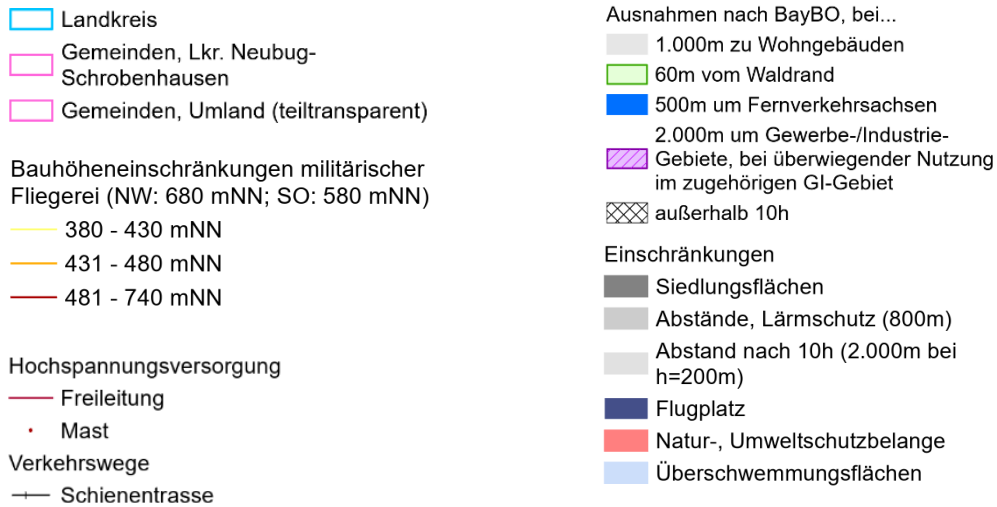 Landkreis
Gemeinden, Lkr. Neubug-
Schrobenhausen
Gemeinden, Umland (teiltransparent)
Bauhöheneinschränkungen militärischer
Fliegerei (NW: 680 mNN; SO: 580 mNN)
380 - 430 mNN
431 - 480 mNN
481 - 740 mNN
Hochspannungsversorgung
Freileitung
Mast
Verkehrswege
Schienentrasse
Ausnahmen nach BayBO, bei...
1.000m zu Wohngebäuden
60m vom Waldrand
500m um Fernverkehrsachsen
2.000m um Gewerbe-/Industrie-
Gebiete, bei überwiegender Nutzung
im zugehörigen GI-Gebiet
außerhalb 10h
Einschränkungen
Siedlungsflächen
Abstände, Lärmschutz (800m)
Abstand nach 10h (2.000m bei
h=200m)
Flugplatz
Natur-, Umweltschutzbelange
Überschwemmungsflächen